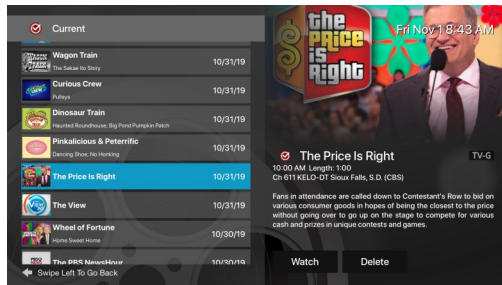 Current
Fri Nov 1 8:43 AM
Wagon Train
The Sakae Ito Story
10/31/19
Curious Crew
Pulleys
10/31/19
Dinosaur Train
Haunted Roundhouse; Big Pond Pumpkin Patch
10/31/19
Pinkalicious & Peterrific
Dancing Shoe; No Honking
10/31/19
The Price Is Right
10/31/19
The View
10/31/19
Wheel of Fortune
Home Sweet Home
10/30/19
The PBS NewsHour
10/30/19
Swipe Left To Go Back
the
PRiCE
is
Right
The Price Is Right
TV-G
10:00 AM Length: 1:00
Ch 611 KELO-DT Sioux Falls, S.D. (CBS)
Fans in attendance are called down to Contestant's Row to bid on
various consumer goods in hopes of being the closest to the price
without going over to go up on the stage to compete for various
cash and prizes in unique contests and games.
Watch
Delete